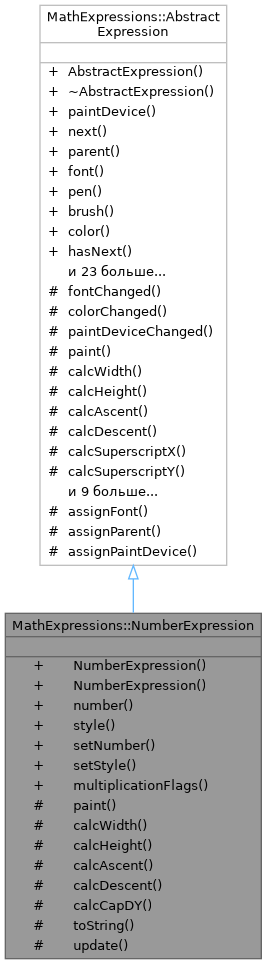 MathExpressions::Abstract
Expression
+ AbstractExpression()
+ ~AbstractExpression()
+ paintDevice()
+ next()
+ parent()
+ font()
+ pen()
+ brush()
+ color()
+ hasNext()
и 23 больше...
# fontChanged()
# colorChanged()
# paintDeviceChanged()
# paint()
# calcWidth()
# calcHeight()
# calcAscent()
# calcDescent()
# calcSuperscriptX()
# calcSuperscriptY()
и 9 больше...
# assignFont()
# assignParent()
# assignPaintDevice()
MathExpressions::NumberExpression
+ NumberExpression()
+ NumberExpression()
+ number()
+ style()
+ setNumber()
+ setStyle()
+ multiplicationFlags()
# paint()
# calcWidth()
# calcHeight()
# calcAscent()
# calcDescent()
# calcCapDY()
# toString()
# update()